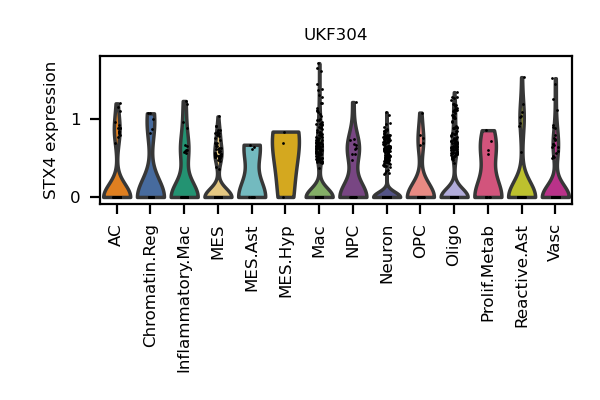 UKF304
STX4 expression
1
0
AC
Chromatin.Reg
Inflammatory.Mac
MES
MES.Ast
MES.Hyp
Mac
NPC
Neuron
OPC
Oligo
Prolif.Metab
Reactive.Ast
Vasc